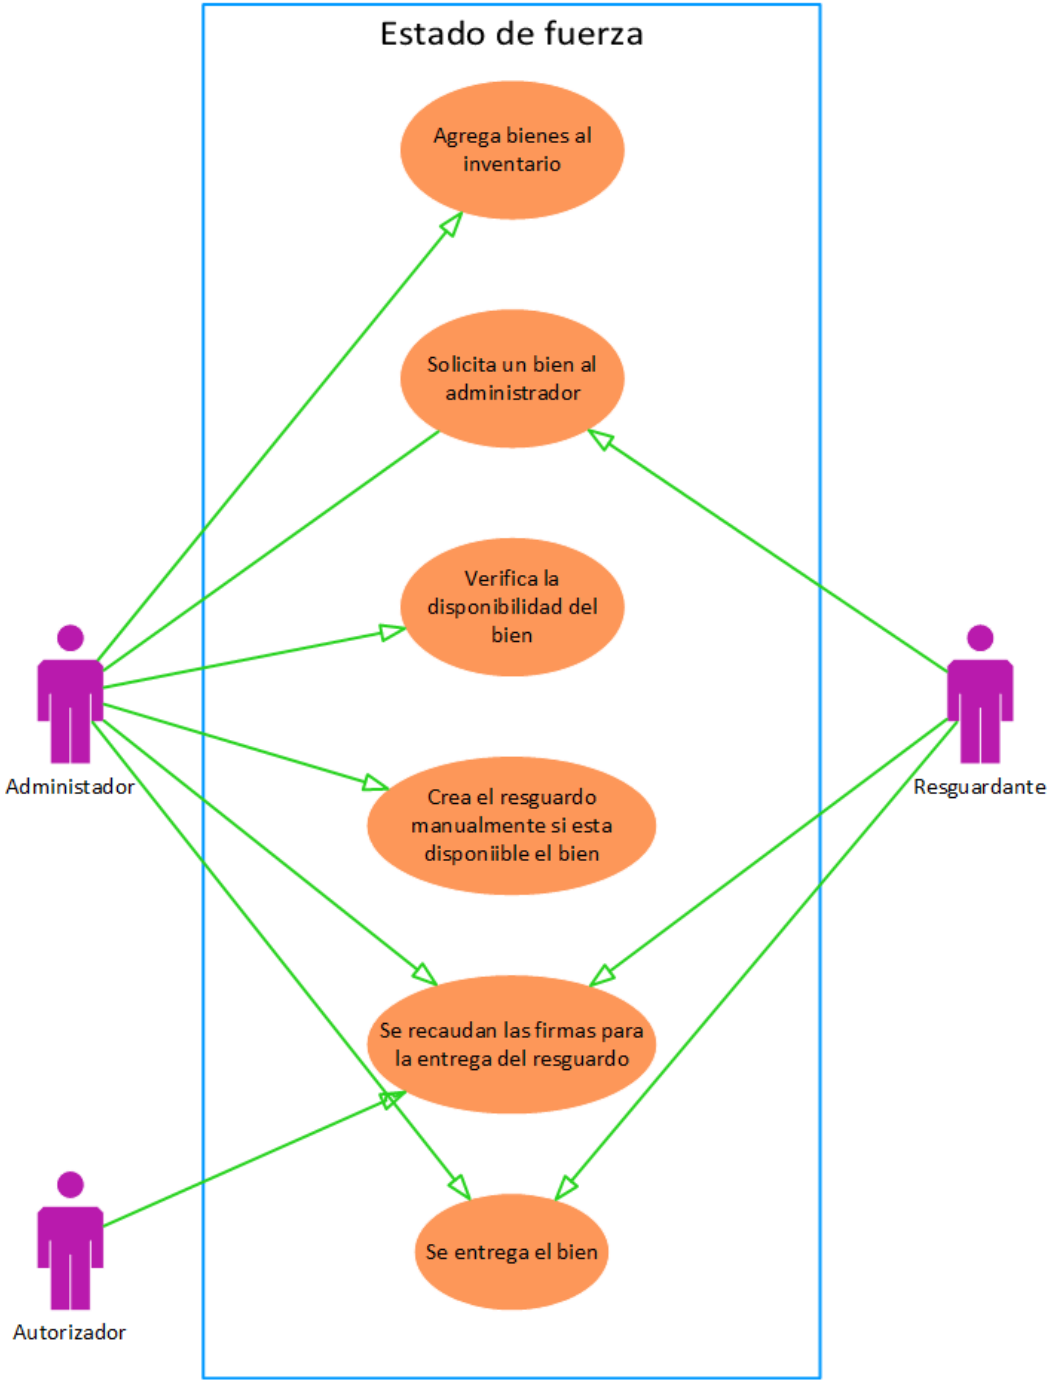 Estado de fuerza
Agrega bienes al
inventario
Solicita un bien al
administrador
Verifica la
disponibilidad del
bien
Administador
Resguardante
Crea el resguardo
manualmente si esta
disponiible el bien
Se recaudan las firmas para
la entrega del resguardo
Se entrega el bien
Autorizador